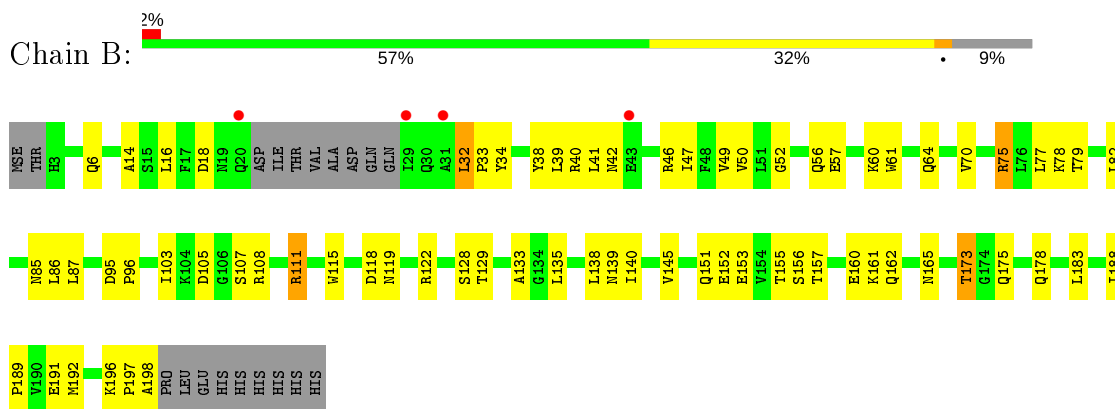 2%
Chain B:
57% 32% • 9%
MSE THR H3 Q6 A14 S15 L16 F17 D18 N19 Q20 ASP ILE THR VAL ALA ASP GLN GLN I29 Q30 A31 L32 P33 Y34 Y38 L39 R40 L41 N42 E43 R46 I47 F48 V49 V50 L51 G52 Q56 E57 K60 W61 Q64 V70 R75 L76 L77 K78 T79
N85 L86 L87 D95 P96 I103 K104 D105 G106 S107 R108 R111 W115 D118 N119 R122 S128 T129 A133 G134 L135 L138 N139 I140 V145 Q151 E152 E153 V154 T155 S156 T157 E160 K161 Q162 N165 T173 G174 Q175 Q178 L183
P189 V190 E191 M192 K196 P197 A198 PRO LEU GLU HIS HIS HIS HIS HIS HIS